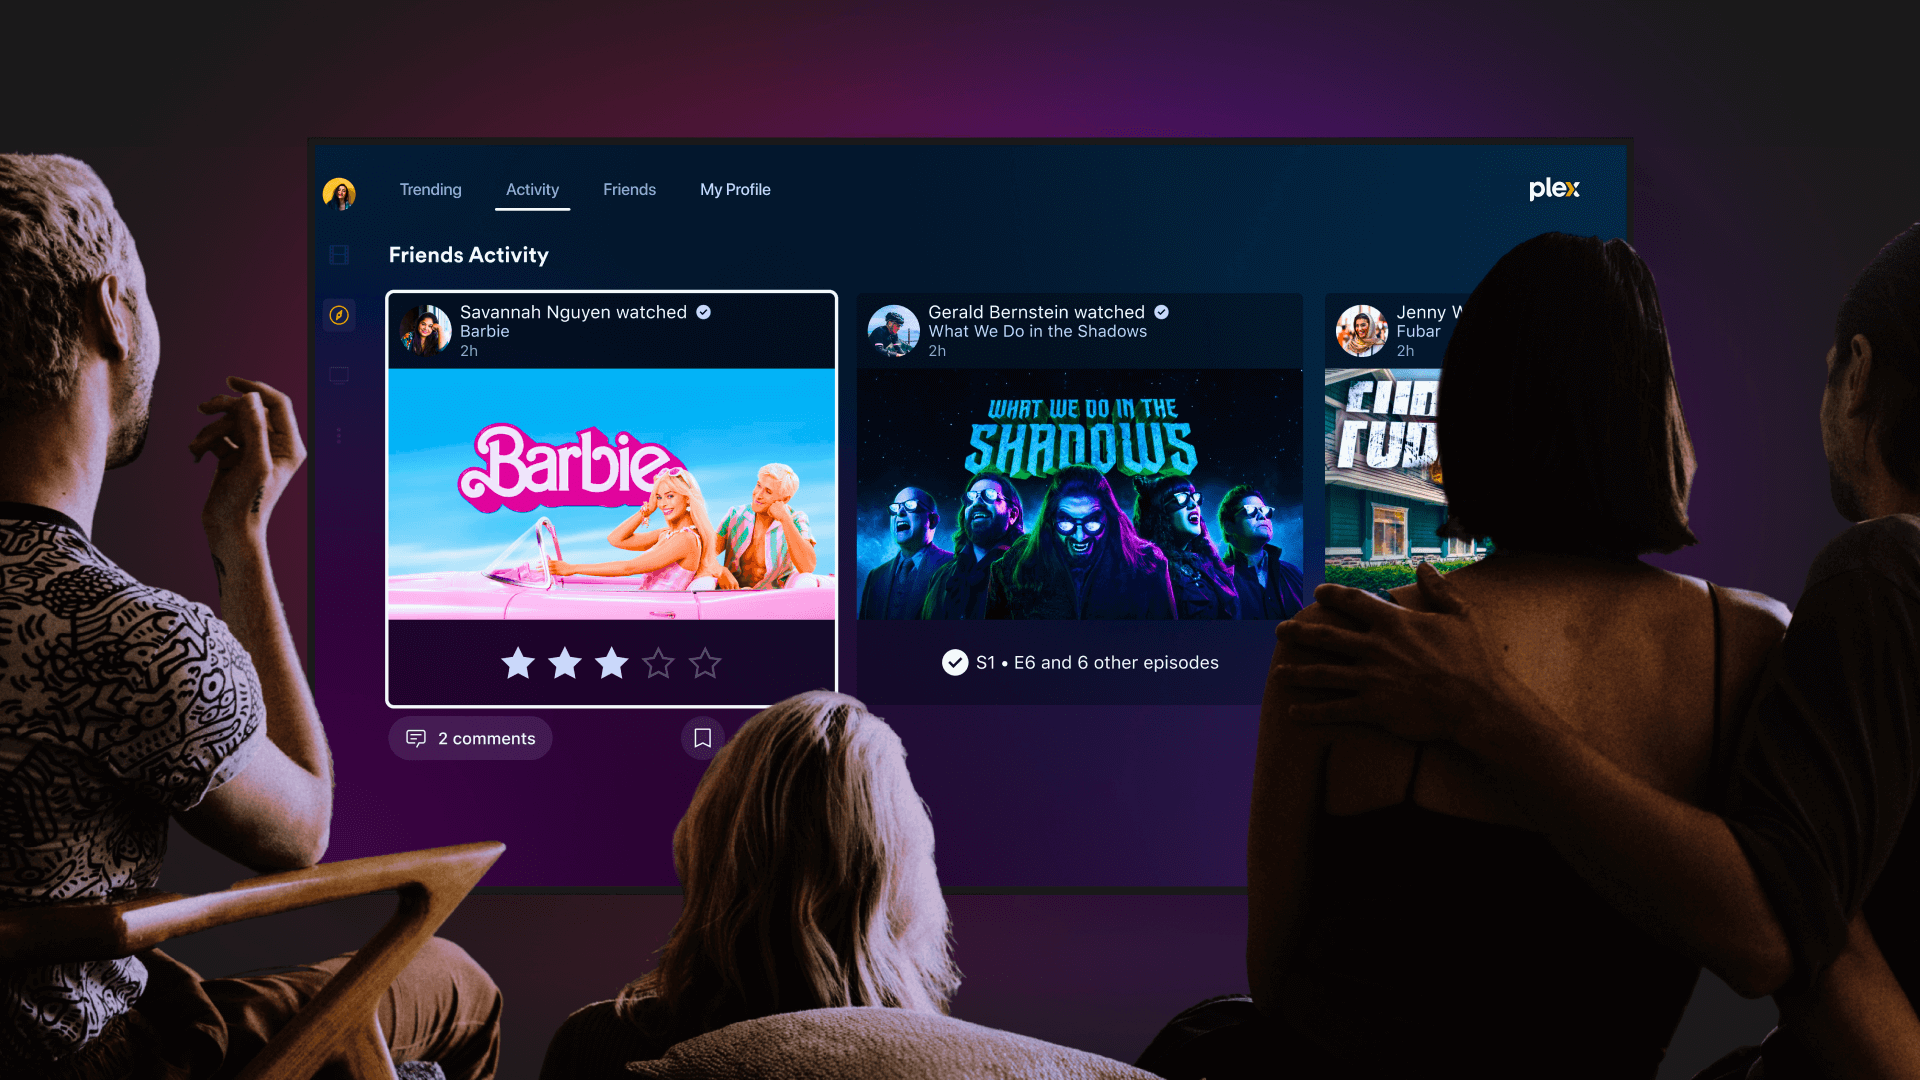 Trending
Activity
Friends
My Profile
plex
Friends Activity
Savannah Nguyen watched
Barbie
2h
Barbie
2 comments
Gerald Bernstein watched
What We Do in the Shadows
2h
WHAT WE DO IN THE
SHADOWS
S1 • E6 and 6 other episodes
Jenny
Fubar
2h